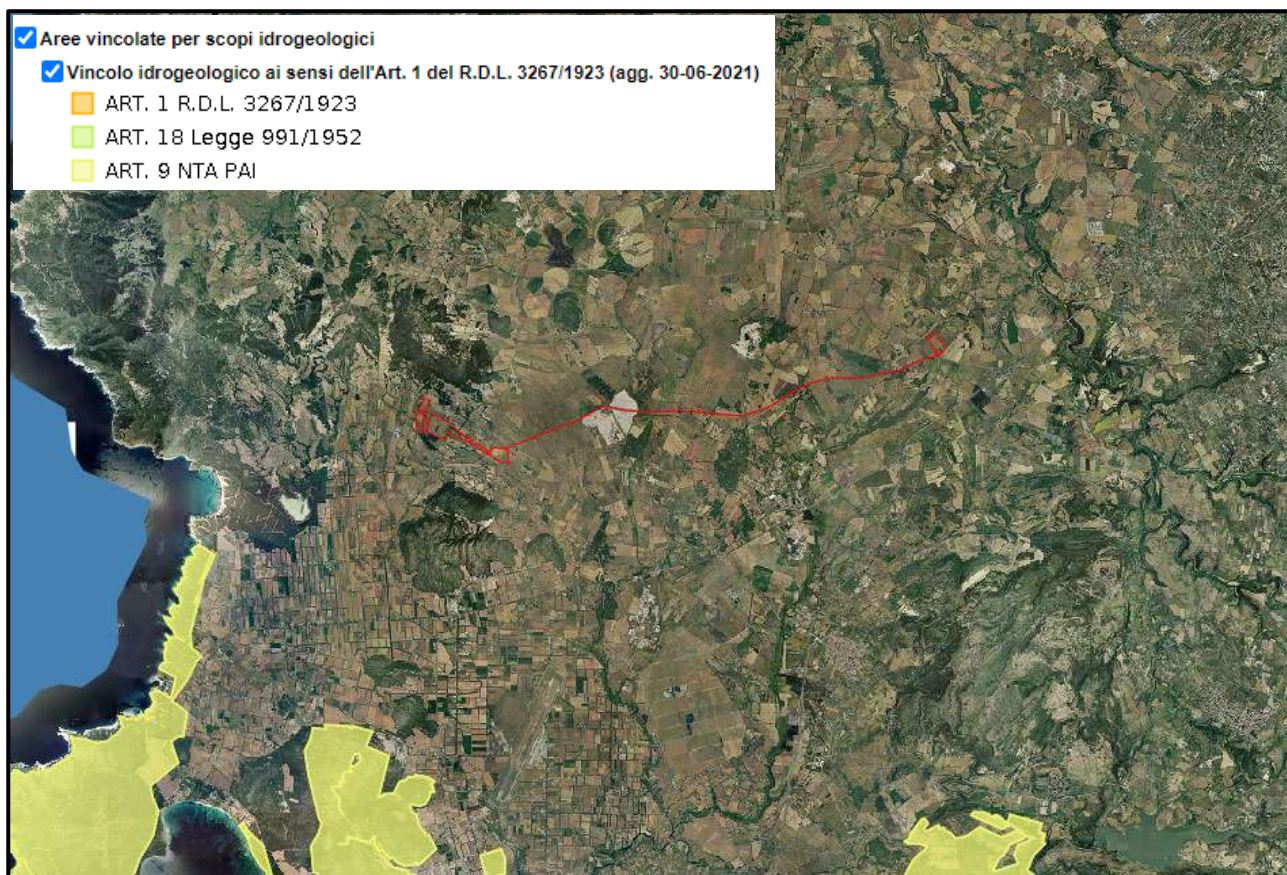 Aree vincolate per scopi idrogeologici
Vincolo idrogeologico ai sensi dell'Art. 1 del R.D.L. 3267/1923 (agg. 30-06-2021)
ART. 1 R.D.L. 3267/1923
ART. 18 Legge 991/1952
ART. 9 NTA PAI